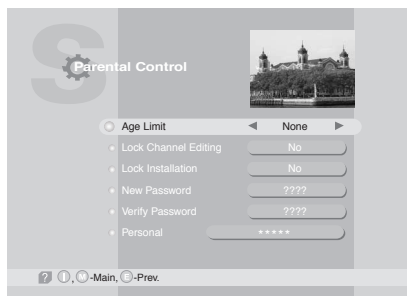 S
Parental Control
Age Limit ◀ None ▶
Lock Channel Editing No
Lock Installation No
New Password ????
Verify Password ????
Personal *****
? I, M-Main, E-Prev.